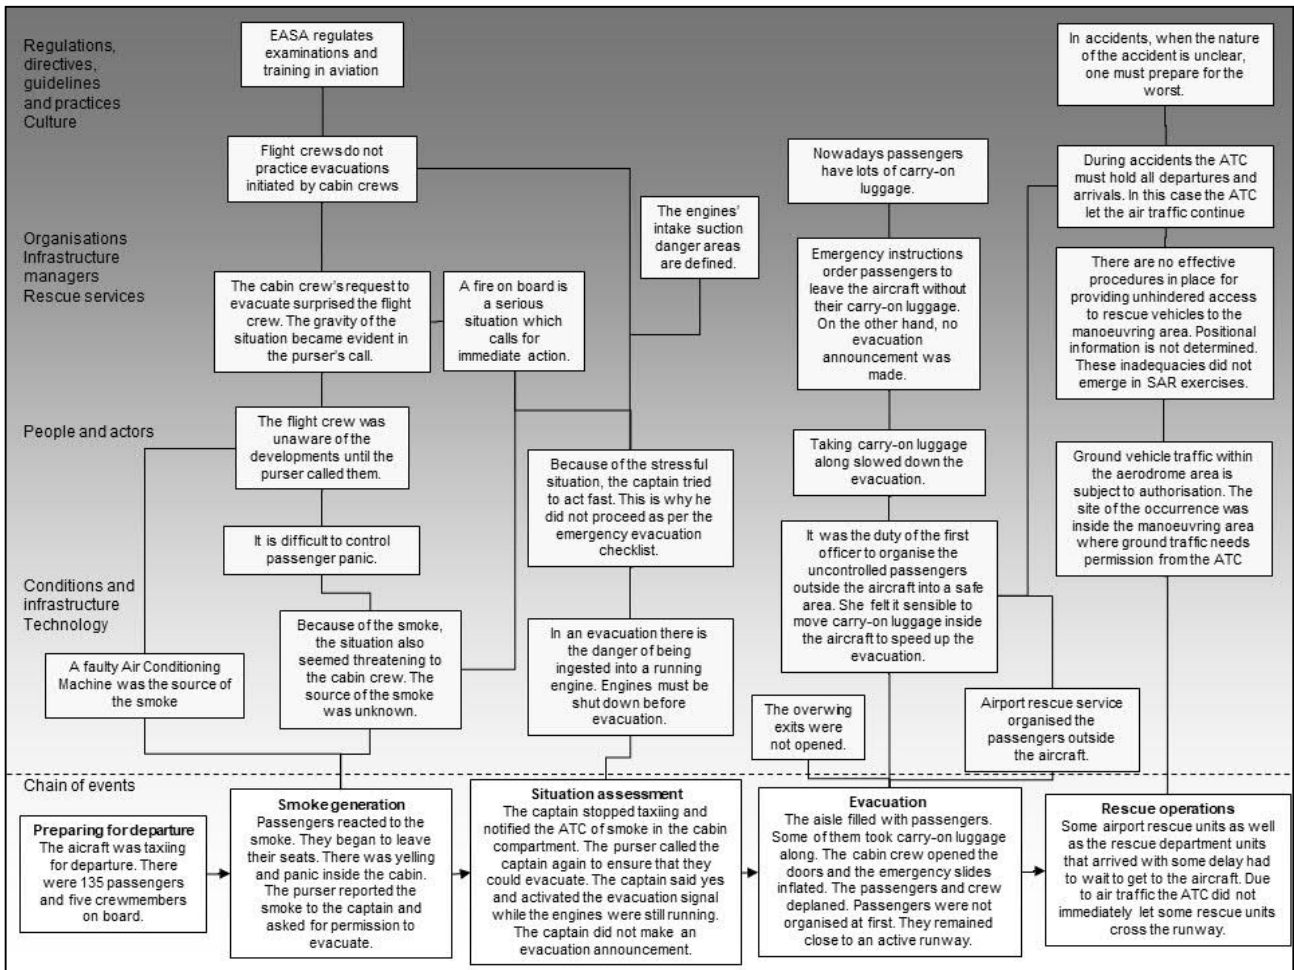 Regulations,
directives,
guidelines
and practices
Culture
Organisations
Infrastructure
managers
Rescue services
People and actors
Conditions and
infrastructure
Technology
EASA regulates
examinations and
training in aviation
Flight crews do not
practice evacuations
initiated by cabin crews
The cabin crew's request to
evacuate surprised the flight
crew. The gravity of the
situation became evident in
the purser's call.
A fire on board is
a serious
situation which
calls for
immediate action.
The engines'
intake suction
danger areas
are defined.
The flight crew was
unaware of the
developments until
the purser called
them.
It is difficult to control
passenger panic.
Because of the smoke,
the situation also
seemed threatening to
the cabin crew. The
source of the smoke
was unknown.
A faulty Air Conditioning
Machine was the source of
the smoke
Because of the stressful
situation, the captain tried
to act fast. This is why he
did not proceed as per the
emergency evacuation
checklist.
In an evacuation there is
the danger of being
ingested into a running
engine. Engines must be
shut down before
evacuation.
Nowadays passengers
have lots of carry-on
luggage.
Emergency instructions
order passengers to
leave the aircraft without
their carry-on luggage.
On the other hand, no
evacuation
announcement was
made.
Taking carry-on luggage
along slowed down the
evacuation.
It was the duty of the first
officer to organise the
uncontrolled passengers
outside the aircraft into a safe
area. She felt it sensible to
move carry-on luggage inside
the aircraft to speed up the
evacuation.
The overwing
exits were
not opened.
Airport rescue service
organised the
passengers outside
the aircraft.
In accidents, when the nature
of the accident is unclear,
one must prepare for the
worst.
During accidents the ATC
must hold all departures and
arrivals. In this case the ATC
let the air traffic continue
There are no effective
procedures in place for
providing unhindered access
to rescue vehicles to the
manoeuvring area. Positional
information is not determined.
These inadequacies did not
emerge in SAR exercises.
Ground vehicle traffic within
the aerodrome area is
subject to authorisation. The
site of the occurrence was
inside the manoeuvring area
where ground traffic needs
permission from the ATC
Chain of events
Preparing for departure
The aicraft was taxiing
for departure. There
were 135 passengers
and five crewmembers
on board.
Smoke generation
Passengers reacted to the
smoke. They began to leave
their seats. There was yelling
and panic inside the cabin.
The purser reported the
smoke to the captain and
asked for permission to
evacuate.
Situation assessment
The captain stopped taxiing and
notified the ATC of smoke in the cabin
compartment. The purser called the
captain again to ensure that they
could evacuate. The captain said yes
and activated the evacuation signal
while the engines were still running.
The captain did not make an
evacuation announcement.
Evacuation
The aisle filled with passengers.
Some of them took carry-on luggage
along. The cabin crew opened the
doors and the emergency slides
inflated. The passengers and crew
deplaned. Passengers were not
organised at first. They remained
close to an active runway.
Rescue operations
Some airport rescue units as well
as the rescue department units
that arrived with some delay had
to wait to get to the aircraft. Due
to air traffic the ATC did not
immediately let some rescue units
cross the runway.